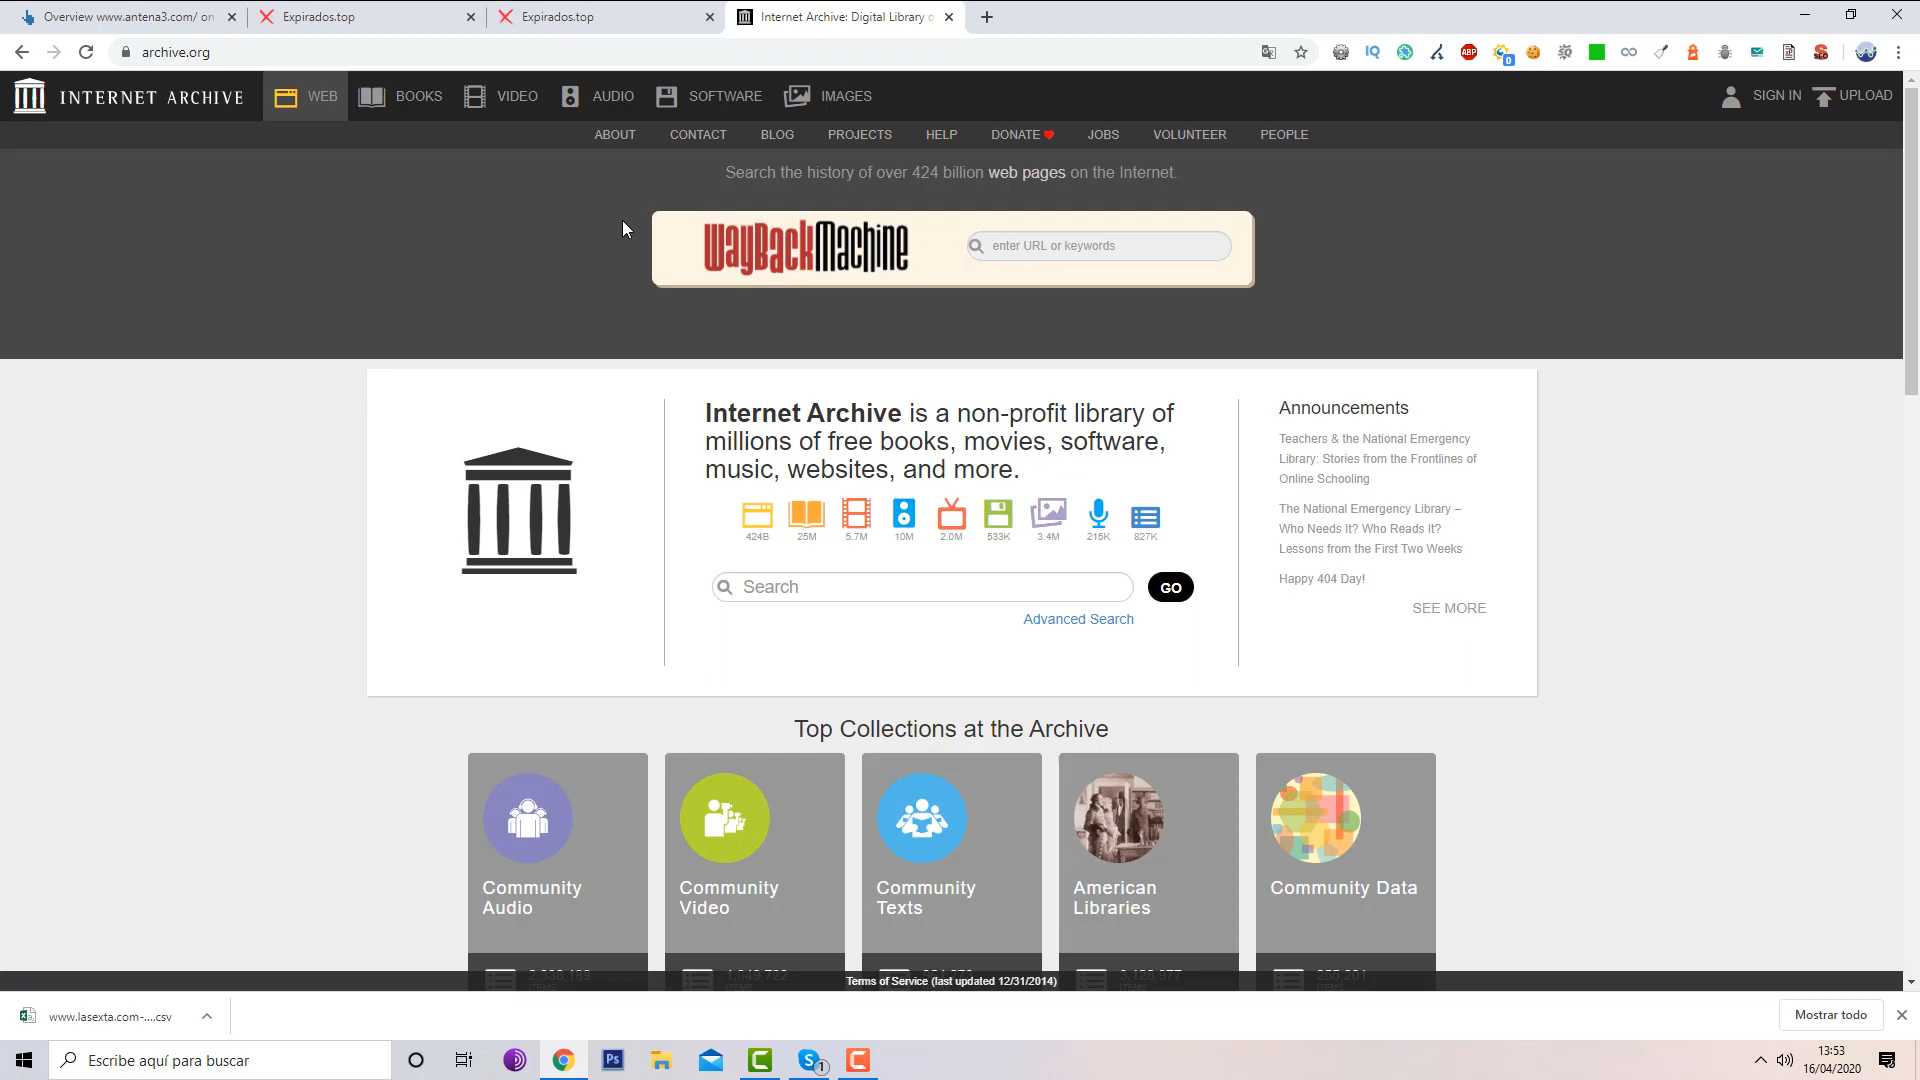 Overview www.antena3.com/ on
Expirados.top
Expirados.top
Internet Archive: Digital Library o
archive.org
INTERNET ARCHIVE
WEB
BOOKS
VIDEO
AUDIO
SOFTWARE
IMAGES
SIGN IN
UPLOAD
ABOUT
CONTACT
BLOG
PROJECTS
HELP
DONATE
JOBS
VOLUNTEER
PEOPLE
Search the history of over 424 billion web pages on the Internet.
WayBackMachine
enter URL or keywords
Internet Archive is a non-profit library of
millions of free books, movies, software,
music, websites, and more.
424B
25M
5.7M
10M
2.0M
533K
3.4M
215K
827K
Search
GO
Advanced Search
Announcements
Teachers & the National Emergency
Library: Stories from the Frontlines of
Online Schooling
The National Emergency Library –
Who Needs It? Who Reads It?
Lessons from the First Two Weeks
Happy 404 Day!
SEE MORE
Top Collections at the Archive
Community
Audio
Community
Video
Community
Texts
American
Libraries
Community Data
Terms of Service (last updated 12/31/2014)
www.lasexta.com-....csv
Mostrar todo
Escribe aquí para buscar
13:53
16/04/2020